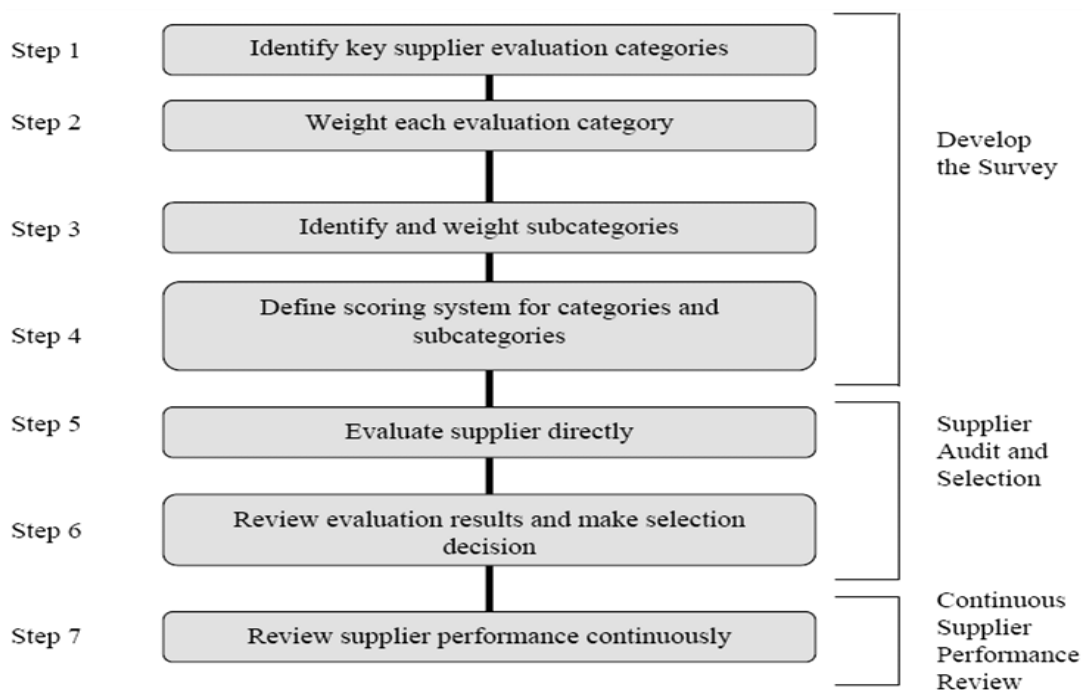 Step 1
Identify key supplier evaluation categories
Step 2
Weight each evaluation category
Develop
the Survey
Step 3
Identify and weight subcategories
Step 4
Define scoring system for categories and
subcategories
Step 5
Evaluate supplier directly
Supplier
Audit and
Selection
Step 6
Review evaluation results and make selection
decision
Step 7
Review supplier performance continuously
Continuous
Supplier
Performance
Review